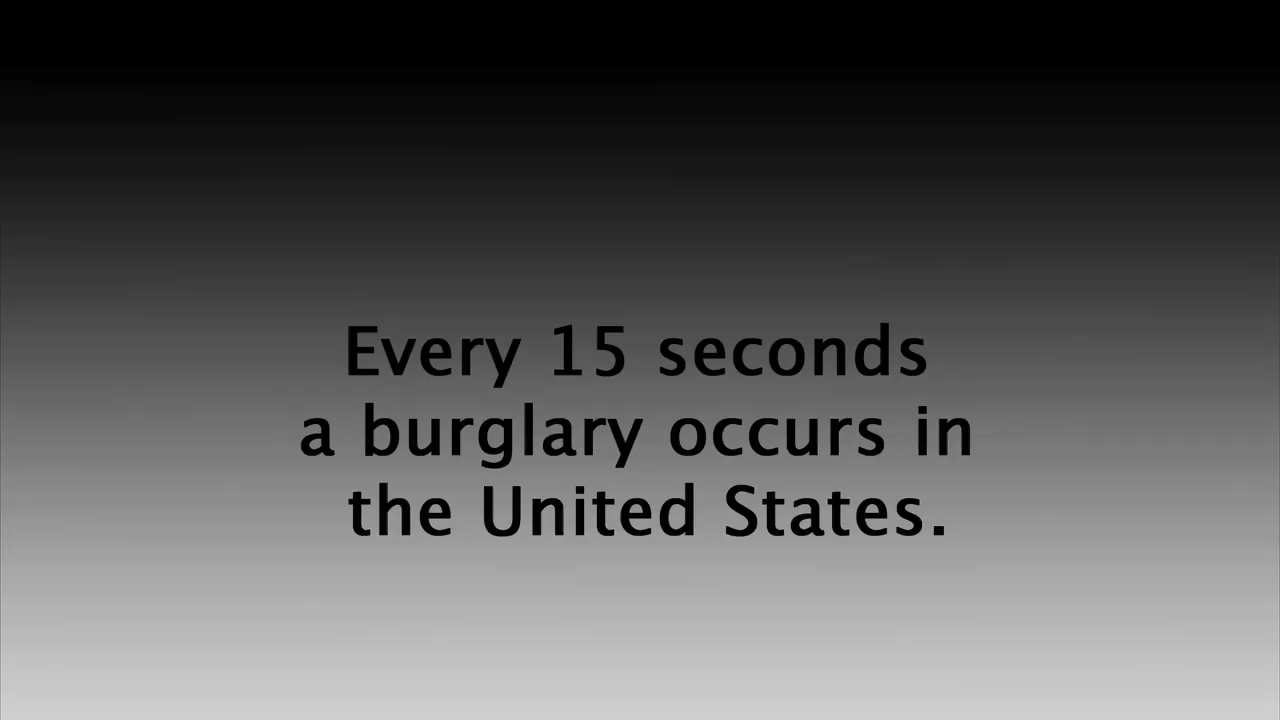 Every 15 seconds
a burglary occurs in
the United States.